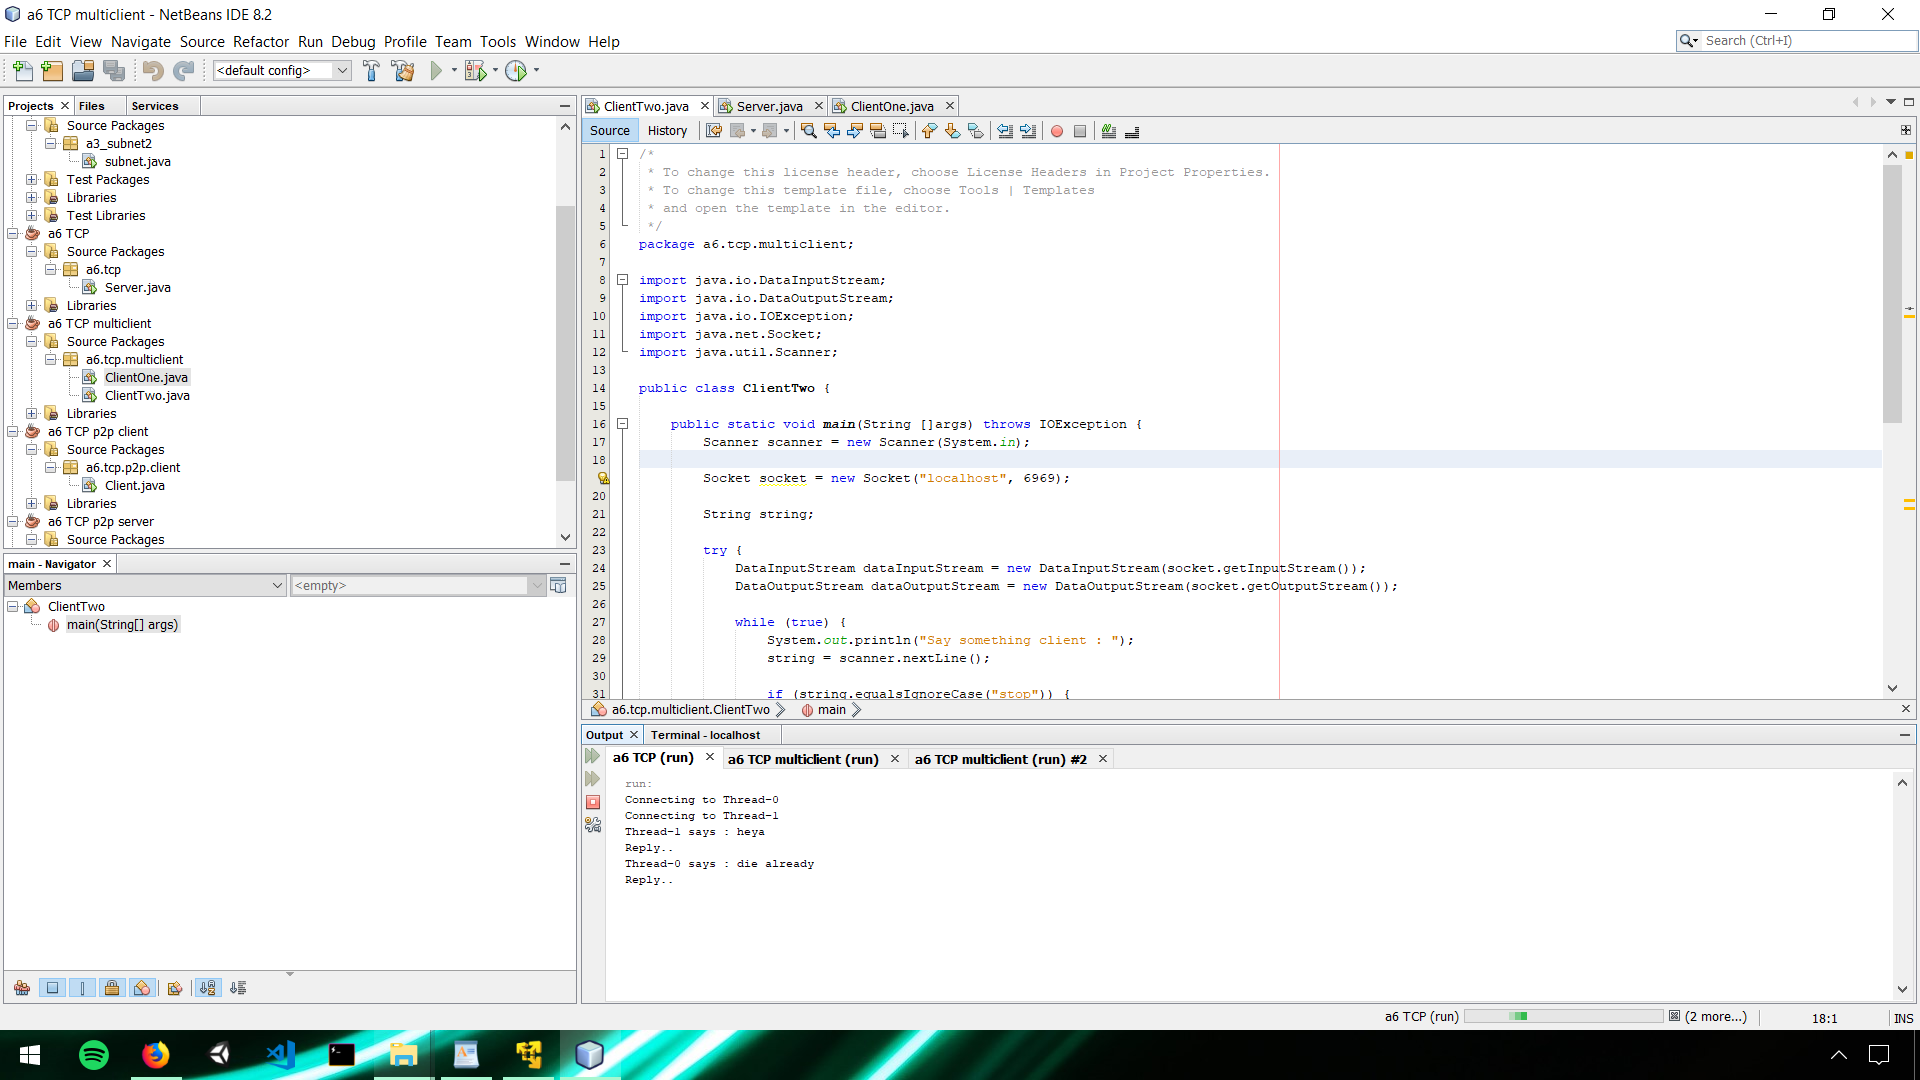 a6 TCP multiclient - NetBeans IDE 8.2
File Edit View Navigate Source Refactor Run Debug Profile Team Tools Window Help
Search (Ctrl+I)
<default config>
Projects Files Services
Source Packages
a3_subnet2
subnet.java
Test Packages
Libraries
Test Libraries
a6 TCP
Source Packages
a6.tcp
Server.java
Libraries
a6 TCP multiclient
Source Packages
a6.tcp.multiclient
ClientOne.java
ClientTwo.java
Libraries
a6 TCP p2p client
Source Packages
a6.tcp.p2p.client
Client.java
Libraries
a6 TCP p2p server
Source Packages
main - Navigator
Members <empty>
ClientTwo
main(String[] args)
ClientTwo.java Server.java ClientOne.java
Source History
1 /*
2 * To change this license header, choose License Headers in Project Properties.
3 * To change this template file, choose Tools | Templates
4 * and open the template in the editor.
5 */
6 package a6.tcp.multiclient;
7
8 import java.io.DataInputStream;
9 import java.io.DataOutputStream;
10 import java.io.IOException;
11 import java.net.Socket;
12 import java.util.Scanner;
13
14 public class ClientTwo {
15
16 public static void main(String []args) throws IOException {
17 Scanner scanner = new Scanner(System.in);
18
Socket socket = new Socket("localhost", 6969);
20
21 String string;
22
23 try {
24 DataInputStream dataInputStream = new DataInputStream(socket.getInputStream());
25 DataOutputStream dataOutputStream = new DataOutputStream(socket.getOutputStream());
26
27 while (true) {
28 System.out.println("Say something client : ");
29 string = scanner.nextLine();
30
31 if (string.equalsIgnoreCase("stop")) {
a6.tcp.multiclient.ClientTwo main
Output Terminal - localhost
a6 TCP (run) a6 TCP multiclient (run) a6 TCP multiclient (run) #2
run:
Connecting to Thread-0
Connecting to Thread-1
Thread-1 says : heya
Reply..
Thread-0 says : die already
Reply..
a6 TCP (run) (2 more...) 18:1 INS